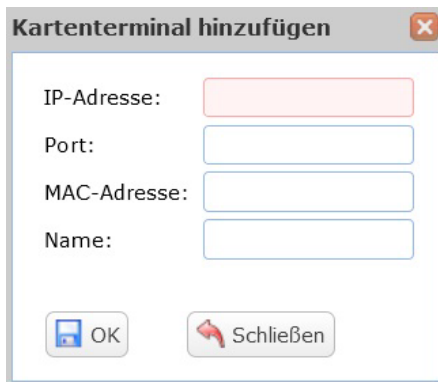 Kartenterminal hinzufügen
IP-Adresse:
Port:
MAC-Adresse:
Name:
OK
Schließen